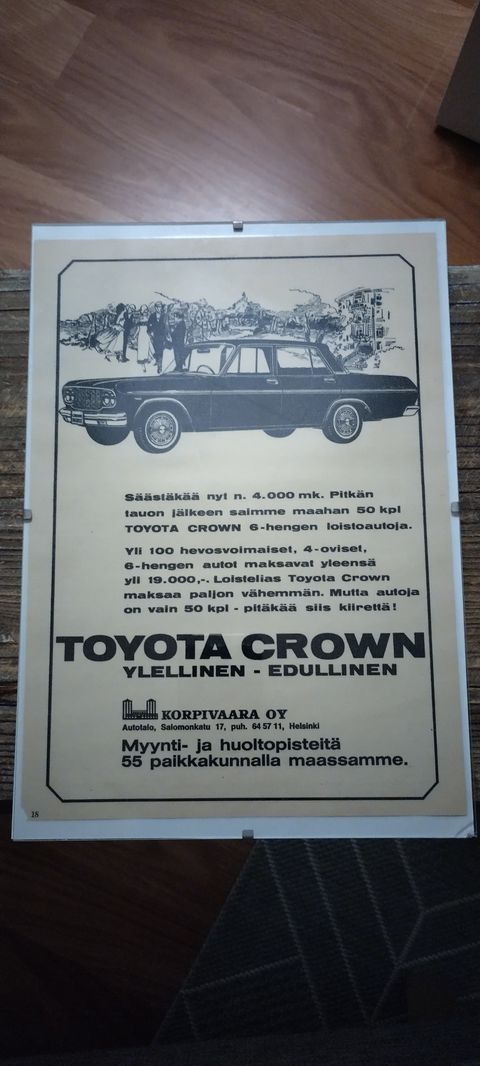 Säästäkää nyt n. 4.000 mk. Pitkän
tauon jälkeen saimme maahan 50 kpl
TOYOTA CROWN 6-hengen loistoautoja.
Yli 100 hevosvoimaiset, 4-oviset,
6-hengen autot maksavat yleensä
yli 19.000,-. Loistelias Toyota Crown
maksaa paljon vähemmän. Mutta autoja
on vain 50 kpl - pitäkää siis kiirettä!
TOYOTA CROWN
YLELLINEN - EDULLINEN
KORPIVAARA OY
Autotalo, Salomonkatu 17, puh. 64 57 11, Helsinki
Myynti- ja huoltopisteitä
55 paikkakunnalla maassamme.
18